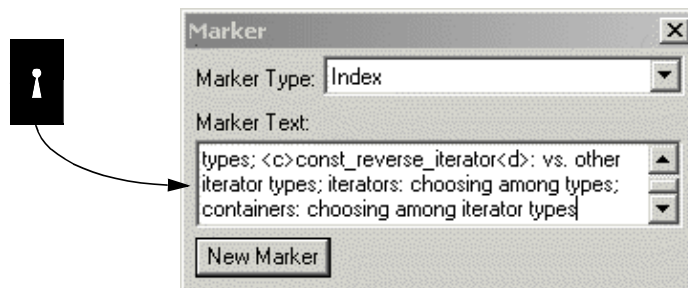 Marker
Marker Type: Index
Marker Text:
types; <c>const_reverse_iterator<d>: vs. other
iterator types; iterators: choosing among types;
containers: choosing among iterator types
New Marker